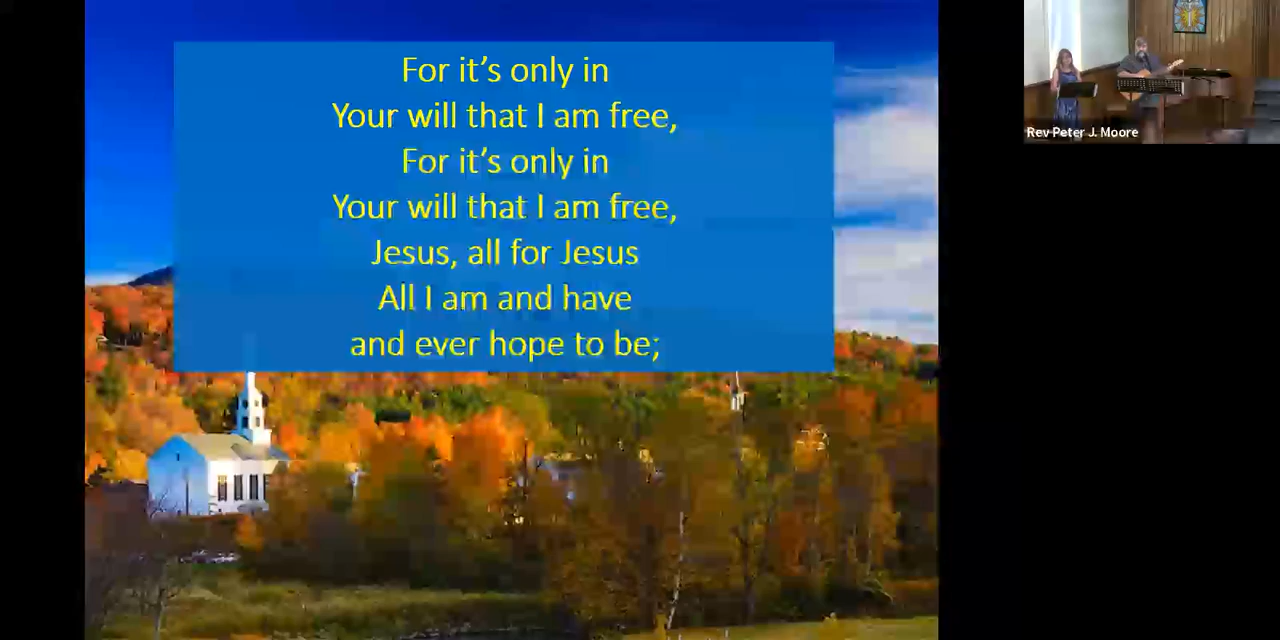 For it's only in
Your will that I am free,
For it's only in
Your will that I am free,
Jesus, all for Jesus
All I am and have
and ever hope to be;
Rev Peter J. Moore